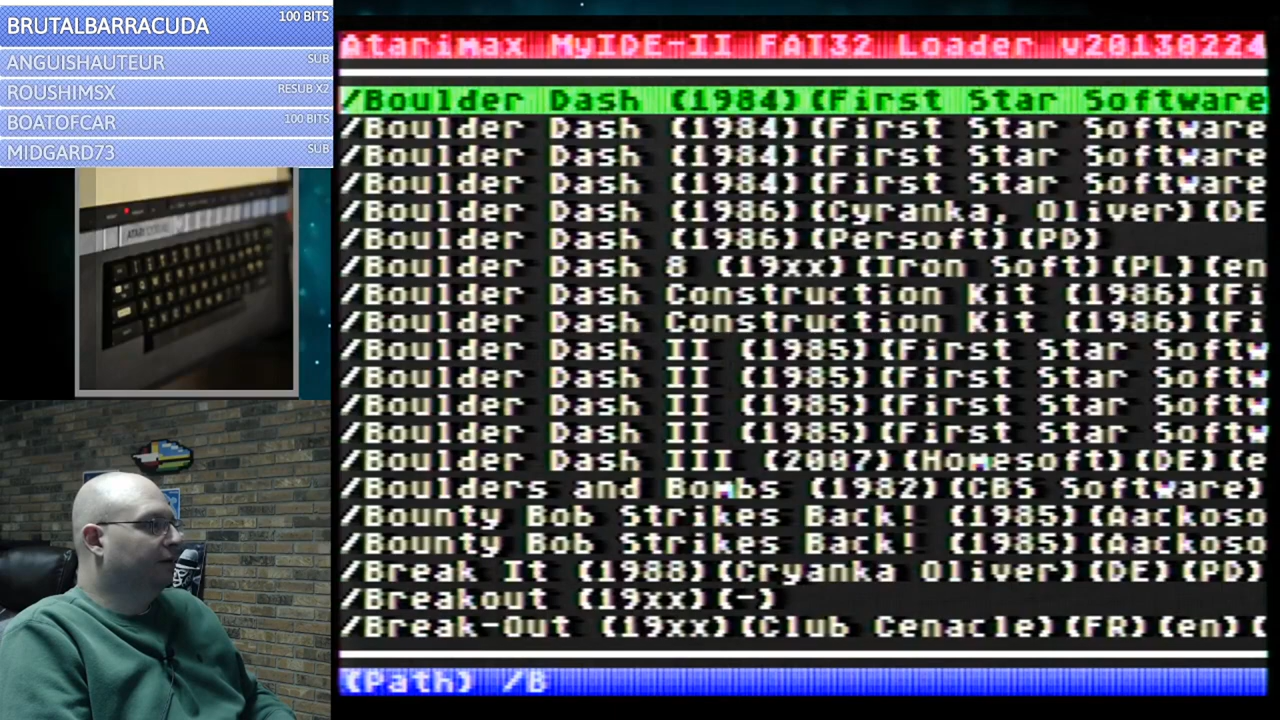 BRUTALBARRACUDA 100 BITS
ANGUISHAUTEUR SUB
ROUSHIMSX RESUB X2
BOATOFCAR 100 BITS
MIDGARD73 SUB
Atarimax MyIDE-II FAT32 Loader v20130224
/Boulder Dash (1984)(First Star Software
/Boulder Dash (1984)(First Star Software
/Boulder Dash (1984)(First Star Software
/Boulder Dash (1984)(First Star Software
/Boulder Dash (1986)(Cyranka, Oliver)(DE
/Boulder Dash (1986)(Persoft)(PD)
/Boulder Dash 8 (19xx)(Iron Soft)(PL)(en
/Boulder Dash Construction Kit (1986)(Fi
/Boulder Dash Construction Kit (1986)(Fi
/Boulder Dash II (1985)(First Star Softw
/Boulder Dash II (1985)(First Star Softw
/Boulder Dash II (1985)(First Star Softw
/Boulder Dash II (1985)(First Star Softw
/Boulder Dash III (2007)(Homesoft)(DE)(e
/Boulders and Bombs (1982)(CBS Software)
/Bounty Bob Strikes Back! (1985)(Aackoso
/Bounty Bob Strikes Back! (1985)(Aackoso
/Break It (1988)(Cryanka Oliver)(DE)(PD)
/Breakout (19xx)(-)
/Break-Out (19xx)(Club Cenacle)(FR)(en)(
(Path) /B